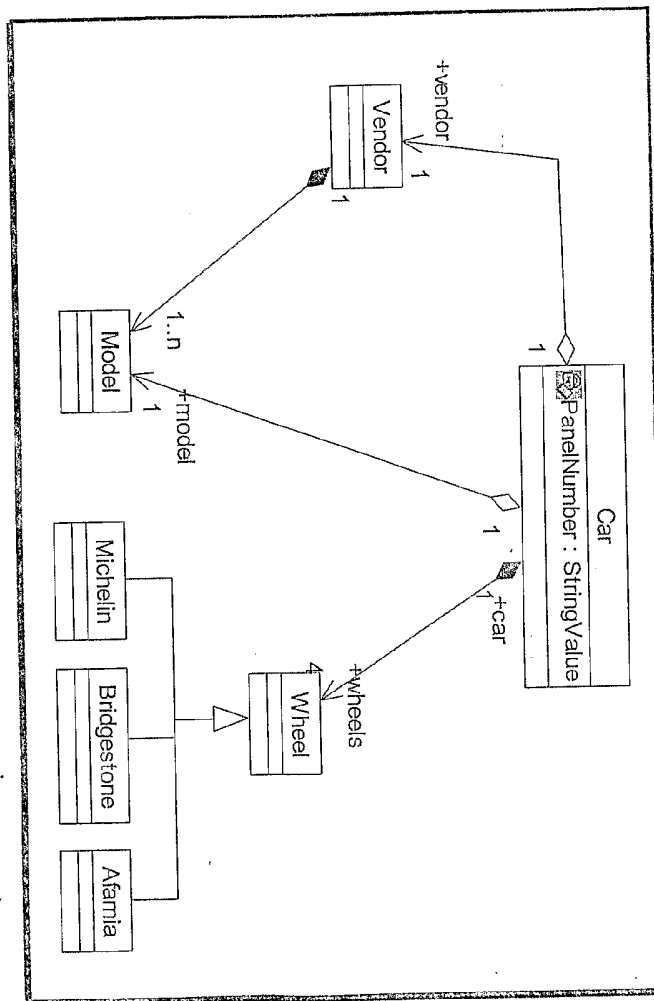 Car
PanelNumber : StringValue
1
1
1
+car
+vendor
1
Vendor
1
+wheels
4
Wheel
+model
1..n
1
Model
Michelin
Bridgestone
Afamia